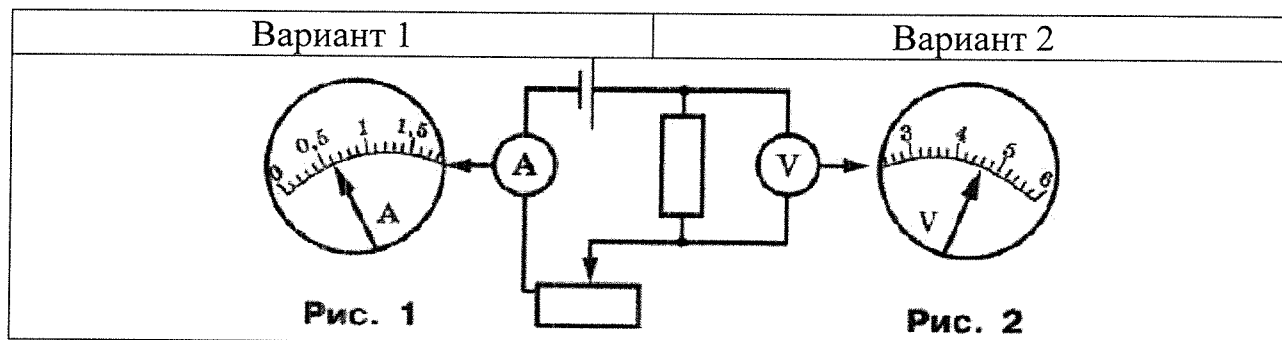 Вариант 1 Вариант 2
0 0,5 1 1,5
A
A
V
3 4 5 6
V
Рис. 1 Рис. 2